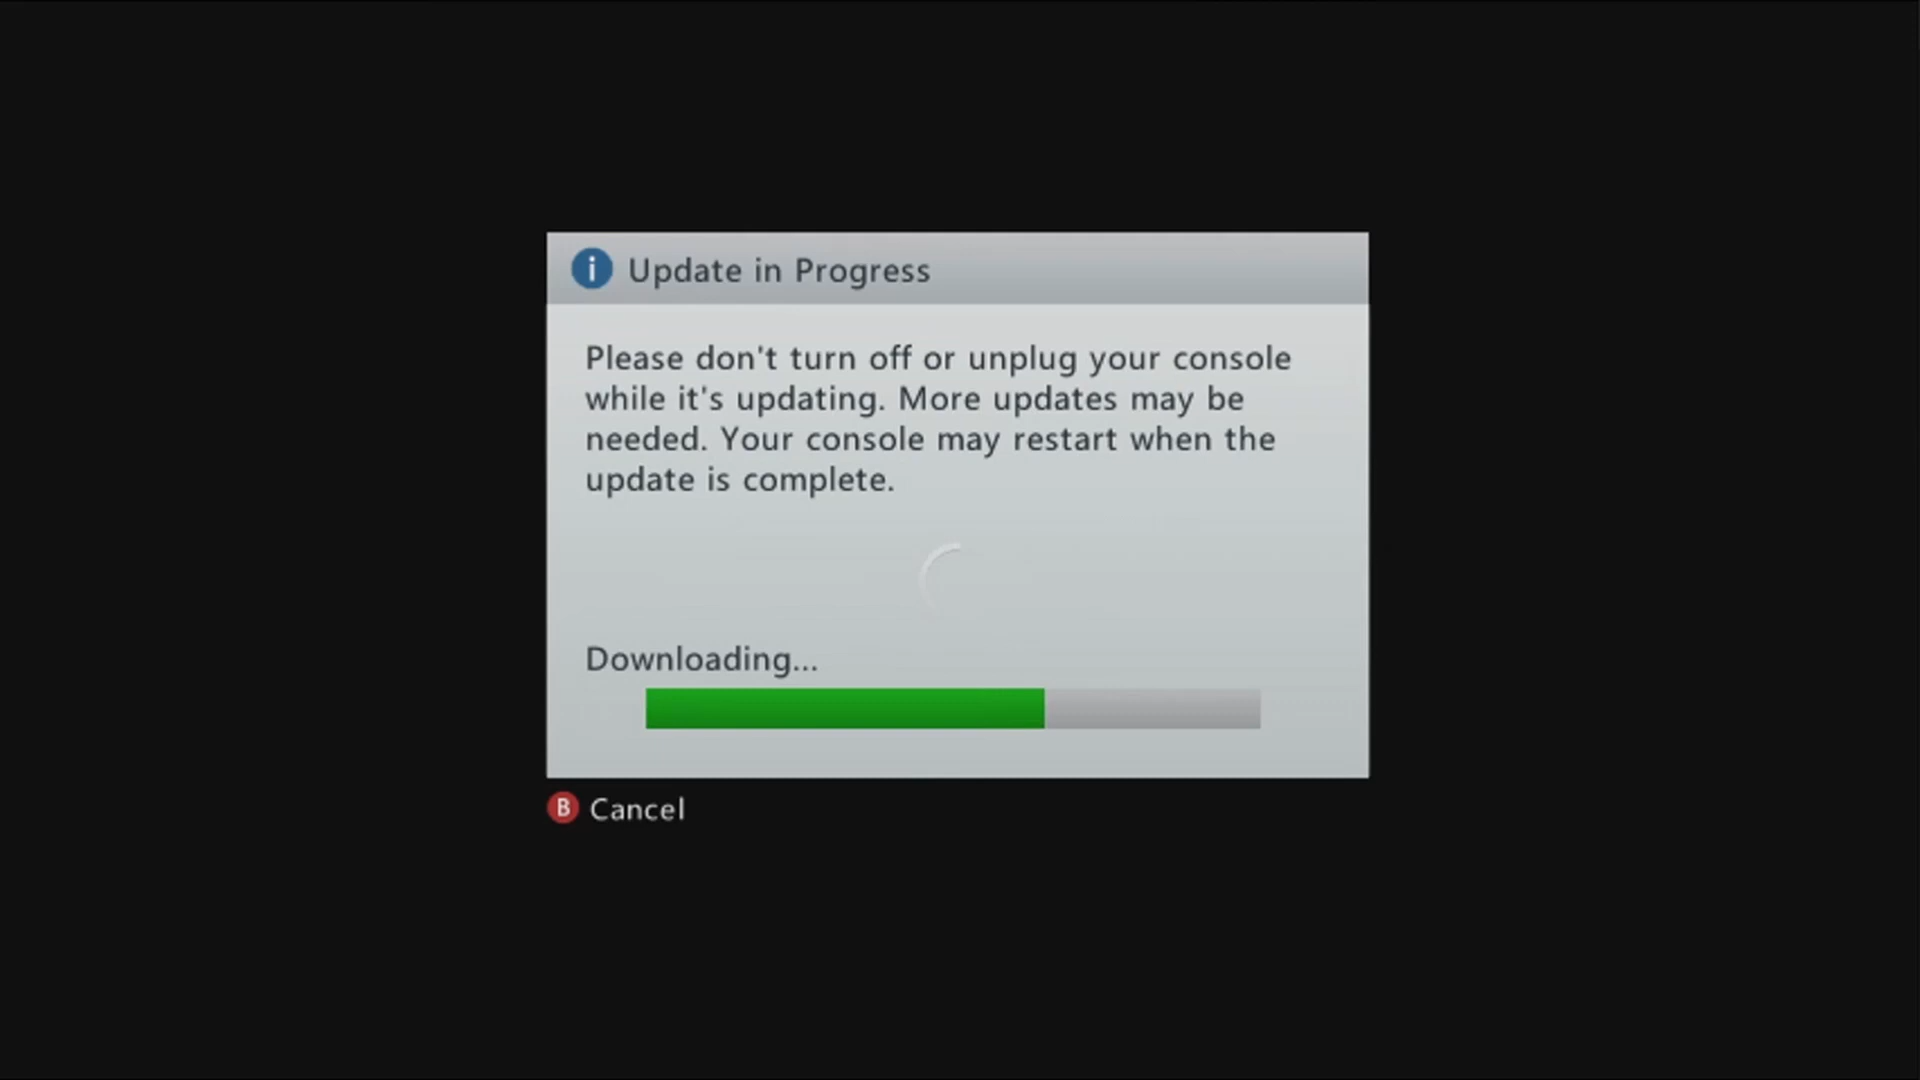 i Update in Progress
Please don't turn off or unplug your console
while it's updating. More updates may be
needed. Your console may restart when the
update is complete.
Downloading...
B Cancel